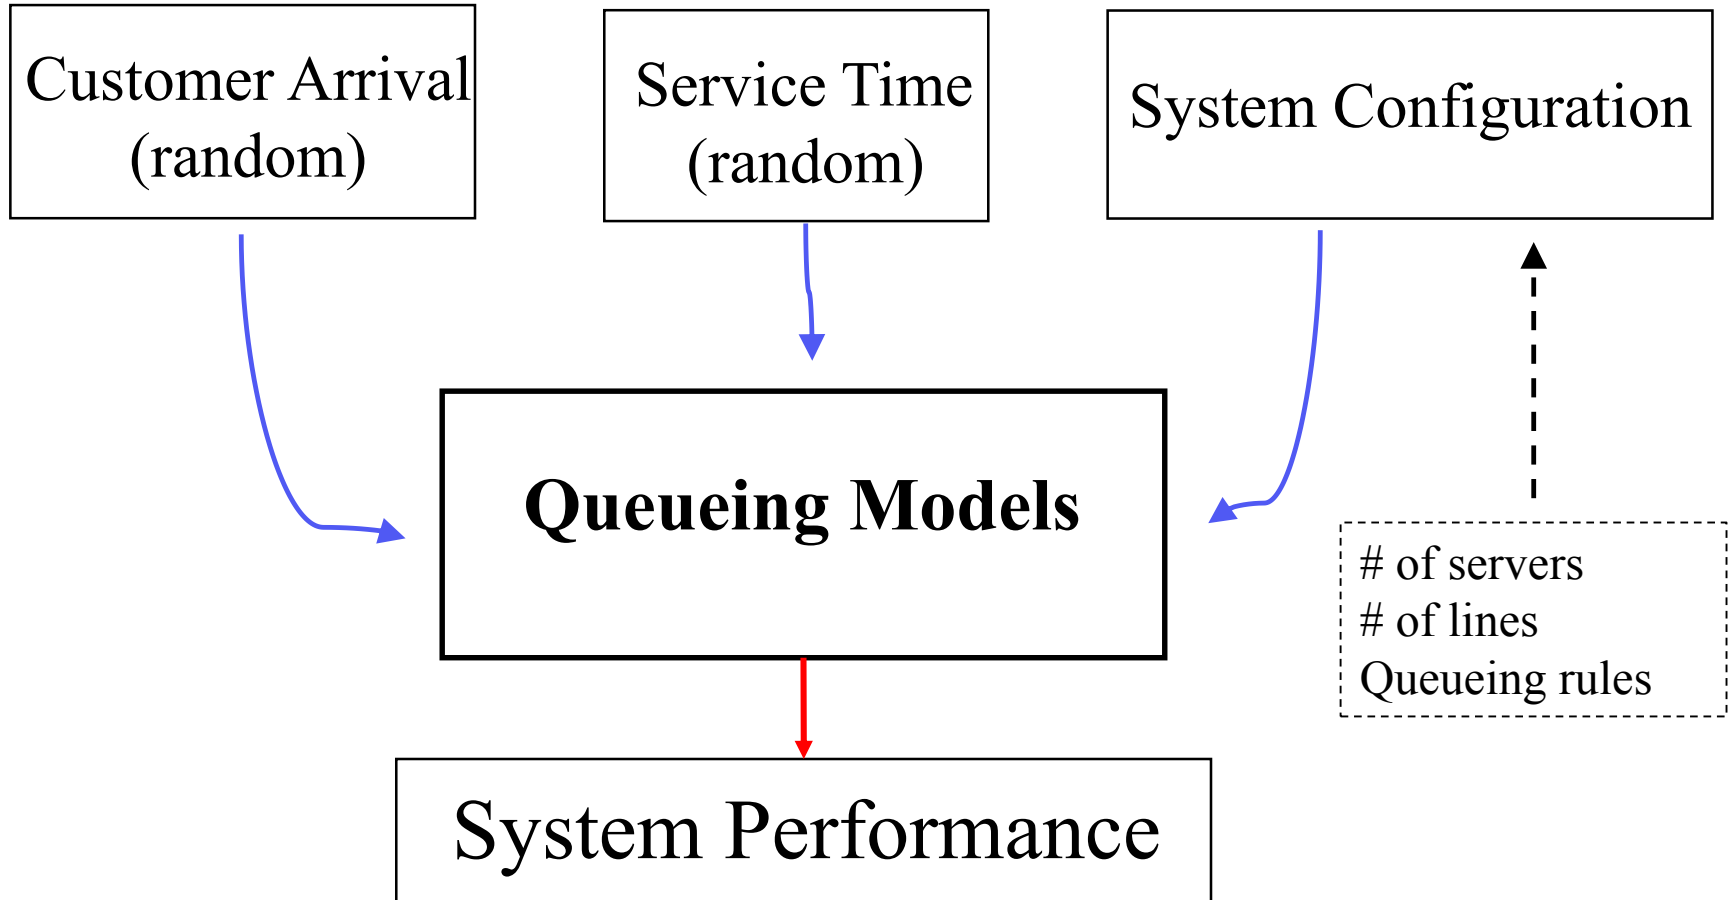 Customer Arrival
(random)
Service Time
(random)
System Configuration
Queueing Models
# of servers
# of lines
Queueing rules
System Performance